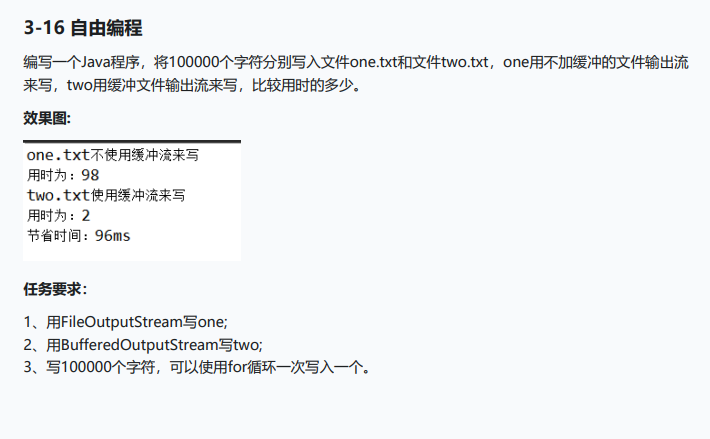 3-16 自由编程
编写一个Java程序，将100000个字符分别写入文件one.txt和文件two.txt，one用不加缓冲的文件输出流
来写，two用缓冲文件输出流来写，比较用时的多少。
效果图:
one.txt不使用缓冲流来写
用时为：98
two.txt使用缓冲流来写
用时为：2
节省时间：96ms
任务要求：
1、用FileOutputStream写one;
2、用BufferedOutputStream写two;
3、写100000个字符，可以使用for循环一次写入一个。